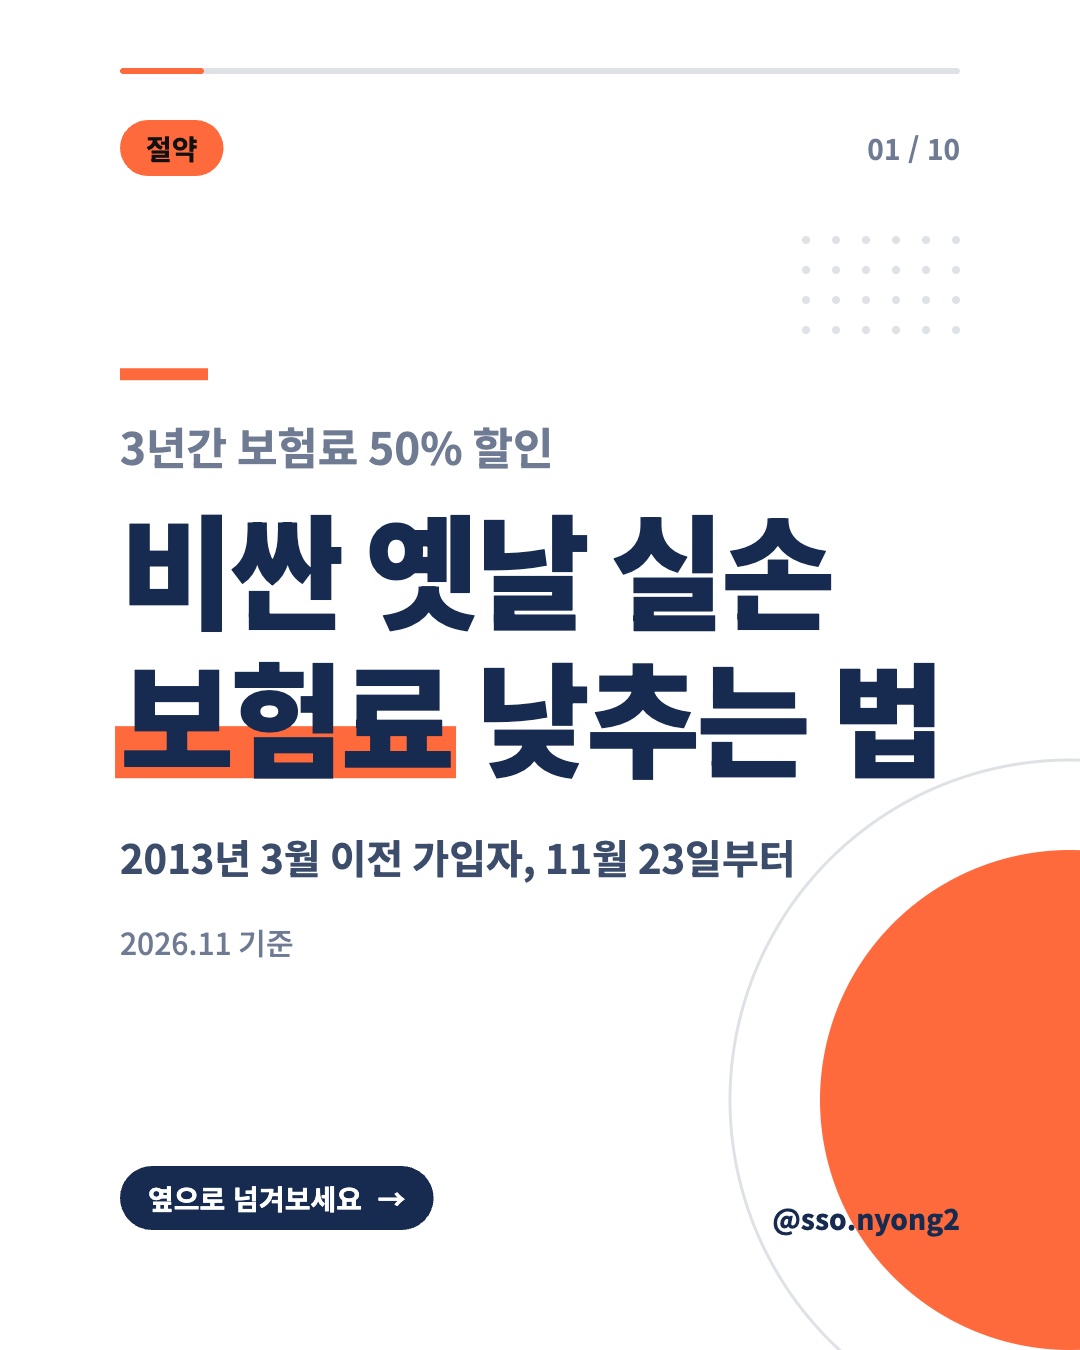 절약
01 / 10
3년간 보험료 50% 할인
비싼 옛날 실손
보험료 낮추는 법
2013년 3월 이전 가입자, 11월 23일부터
2026.11 기준
옆으로 넘겨보세요 →
@sso.nyong2